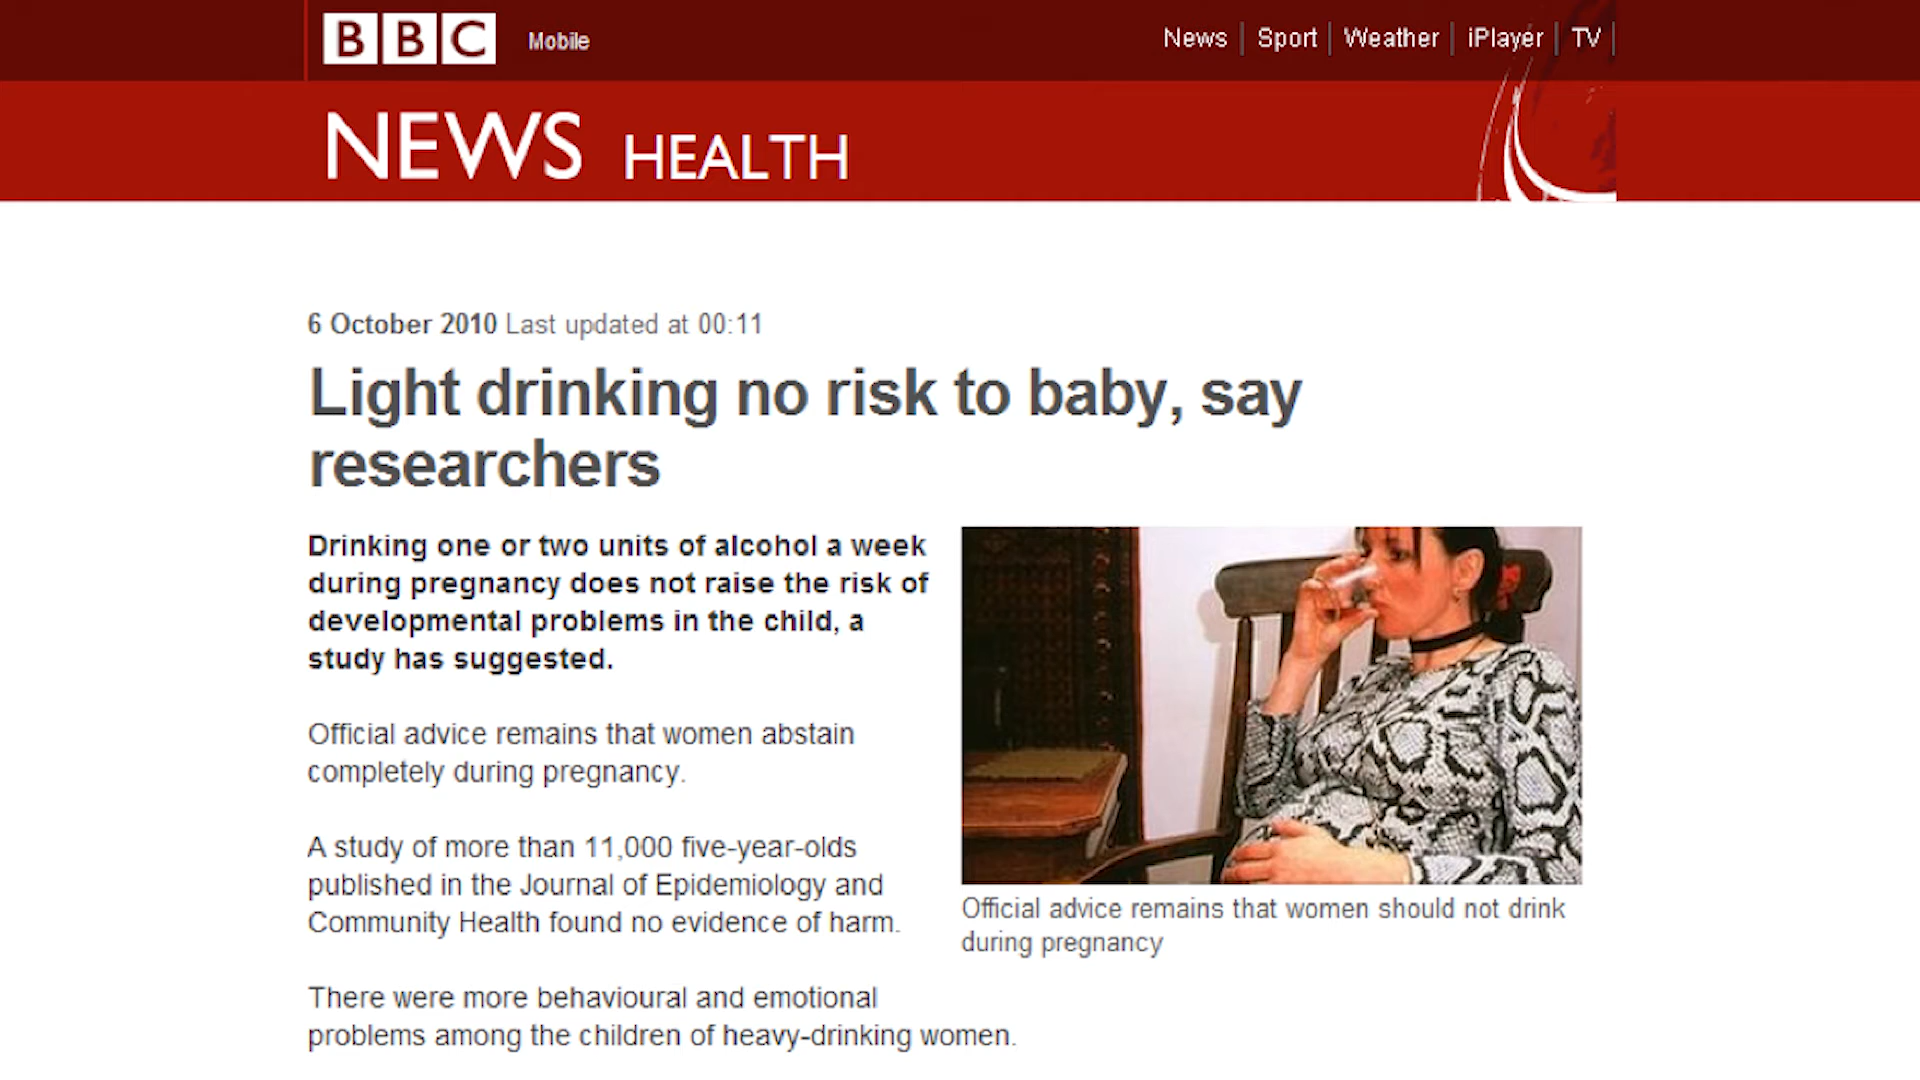 BBC Mobile News Sport Weather iPlayer TV
NEWS HEALTH
6 October 2010 Last updated at 00:11
Light drinking no risk to baby, say
researchers
Drinking one or two units of alcohol a week
during pregnancy does not raise the risk of
developmental problems in the child, a
study has suggested.
Official advice remains that women abstain
completely during pregnancy.
A study of more than 11,000 five-year-olds
published in the Journal of Epidemiology and
Community Health found no evidence of harm.
Official advice remains that women should not drink
during pregnancy
There were more behavioural and emotional
problems among the children of heavy-drinking women.